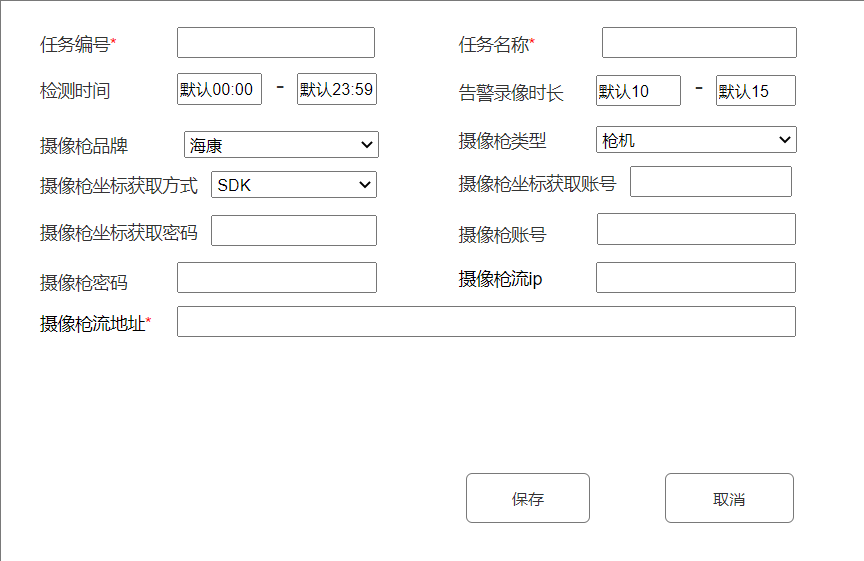 任务编号* 任务名称*
检测时间 默认00:00 - 默认23:59 告警录像时长 默认10 - 默认15
摄像枪品牌 海康 摄像枪类型 枪机
摄像枪坐标获取方式 SDK 摄像枪坐标获取账号
摄像枪坐标获取密码 摄像枪账号
摄像枪密码 摄像枪流ip
摄像枪流地址*
保存 取消